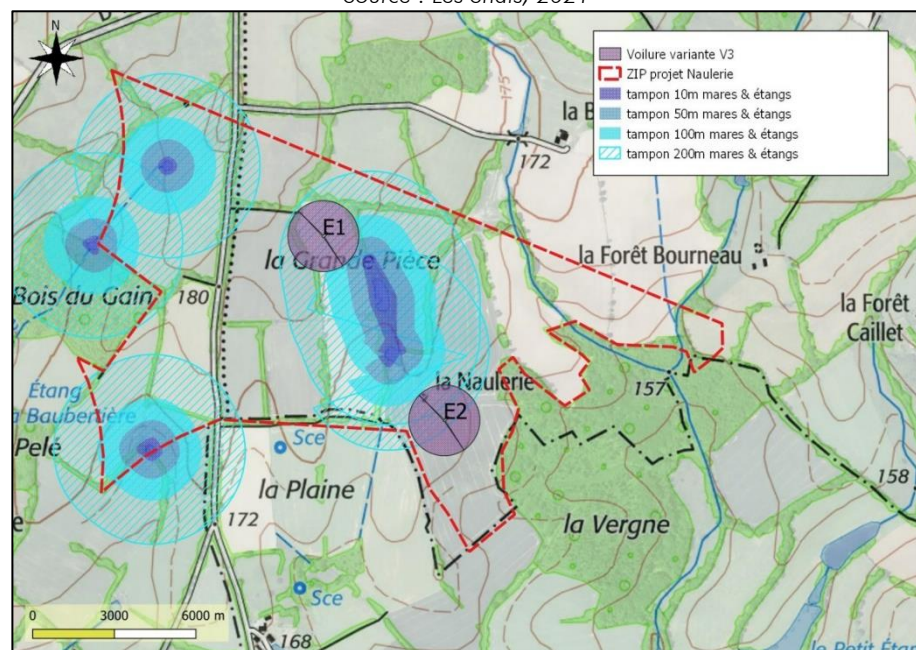 Source : Les Snats, 2021
N
Voilure variante V3
ZIP projet Naulerie
tampon 10m mares & étangs
tampon 50m mares & étangs
tampon 100m mares & étangs
tampon 200m mares & étangs
175
la B
172
E1
la Grande Pièce
la Forêt Bourneau
Bois du Gain
180
la Forêt
Caillet
Étang
la Naulerie
157
Pelé
E2
Sce
158
la Plaine
la Vergne
172
Sce
0 3000 6000 m
168
le Petit Étan